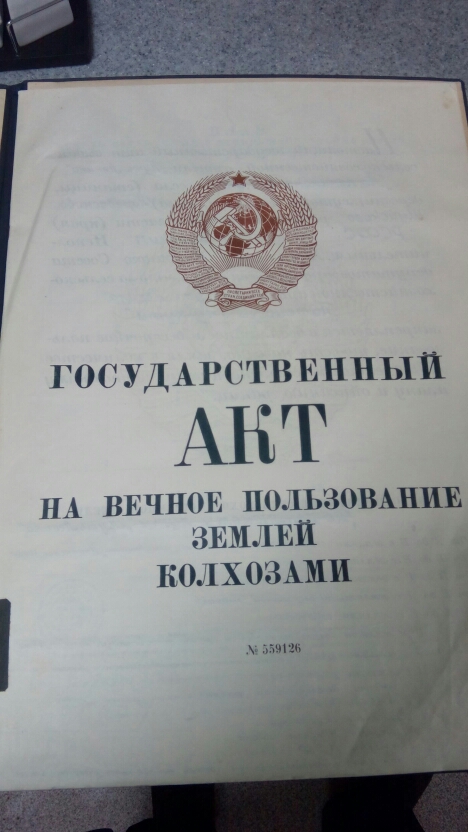 ГОСУДАРСТВЕННЫЙ
АКТ
НА ВЕЧНОЕ ПОЛЬЗОВАНИЕ
ЗЕМЛЕЙ
КОЛХОЗАМИ
№ 559126